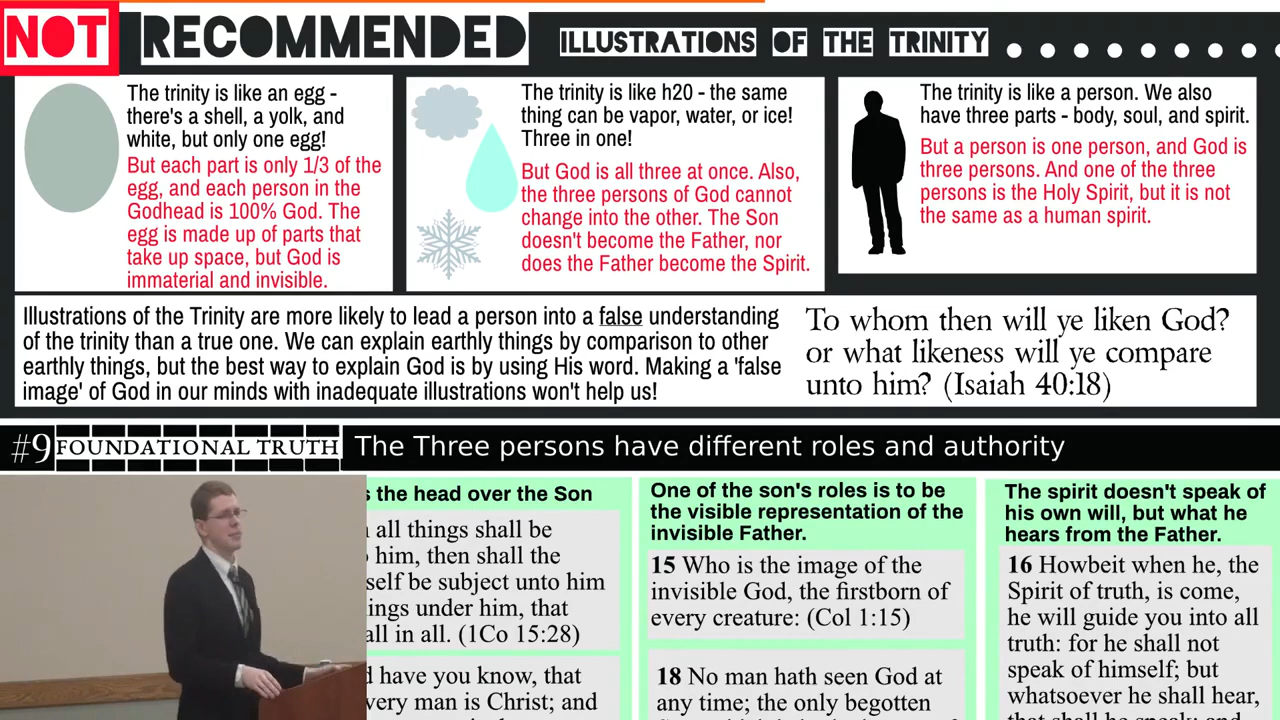 NOT RECOMMENDED ILLUSTRATIONS OF THE TRINITY
The trinity is like an egg -
there's a shell, a yolk, and
white, but only one egg!
But each part is only 1/3 of the
egg, and each person in the
Godhead is 100% God. The
egg is made up of parts that
take up space, but God is
immaterial and invisible.
The trinity is like h20 - the same
thing can be vapor, water, or ice!
Three in one!
But God is all three at once. Also,
the three persons of God cannot
change into the other. The Son
doesn't become the Father, nor
does the Father become the Spirit.
The trinity is like a person. We also
have three parts - body, soul, and spirit.
But a person is one person, and God is
three persons. And one of the three
persons is the Holy Spirit, but it is not
the same as a human spirit.
Illustrations of the Trinity are more likely to lead a person into a false understanding
of the trinity than a true one. We can explain earthly things by comparison to other
earthly things, but the best way to explain God is by using His word. Making a 'false
image' of God in our minds with inadequate illustrations won't help us!
To whom then will ye liken God?
or what likeness will ye compare
unto him? (Isaiah 40:18)
#9 FOUNDATIONAL TRUTH The Three persons have different roles and authority
the head over the Son
all things shall be
him, then shall the
self be subject unto him
ings under him, that
all in all. (1Co 15:28)
have you know, that
very man is Christ; and
One of the son's roles is to be
the visible representation of the
invisible Father.
15 Who is the image of the
invisible God, the firstborn of
every creature: (Col 1:15)
18 No man hath seen God at
any time; the only begotten
The spirit doesn't speak of
his own will, but what he
hears from the Father.
16 Howbeit when he, the
Spirit of truth, is come,
he will guide you into all
truth: for he shall not
speak of himself; but
whatsoever he shall hear,
that shall he speak: and